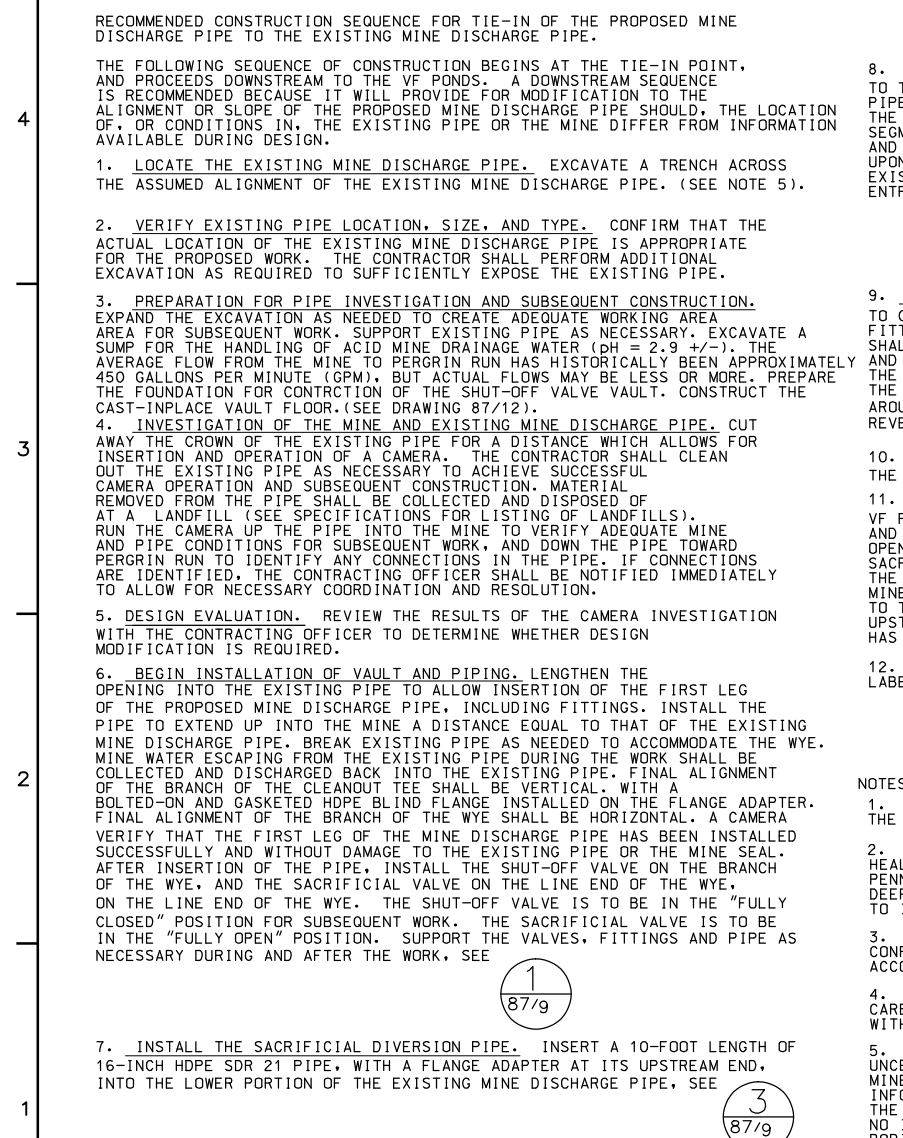 RECOMMENDED CONSTRUCTION SEQUENCE FOR TIE-IN OF THE PROPOSED MINE
DISCHARGE PIPE TO THE EXISTING MINE DISCHARGE PIPE.
THE FOLLOWING SEQUENCE OF CONSTRUCTION BEGINS AT THE TIE-IN POINT,
AND PROCEEDS DOWNSTREAM TO THE VF PONDS. A DOWNSTREAM SEQUENCE
IS RECOMMENDED BECAUSE IT WILL PROVIDE FOR MODIFICATION TO THE
ALIGNMENT OR SLOPE OF THE PROPOSED MINE DISCHARGE PIPE SHOULD, THE LOCATION
OF, OR CONDITIONS IN, THE EXISTING PIPE OR THE MINE DIFFER FROM INFORMATION
AVAILABLE DURING DESIGN.
1. LOCATE THE EXISTING MINE DISCHARGE PIPE. EXCAVATE A TRENCH ACROSS
THE ASSUMED ALIGNMENT OF THE EXISTING MINE DISCHARGE PIPE. (SEE NOTE 5).
2. VERIFY EXISTING PIPE LOCATION, SIZE, AND TYPE. CONFIRM THAT THE
ACTUAL LOCATION OF THE EXISTING MINE DISCHARGE PIPE IS APPROPRIATE
FOR THE PROPOSED WORK. THE CONTRACTOR SHALL PERFORM ADDITIONAL
EXCAVATION AS REQUIRED TO SUFFICIENTLY EXPOSE THE EXISTING PIPE.
3. PREPARATION FOR PIPE INVESTIGATION AND SUBSEQUENT CONSTRUCTION.
EXPAND THE EXCAVATION AS NEEDED TO CREATE ADEQUATE WORKING AREA
AREA FOR SUBSEQUENT WORK. SUPPORT EXISTING PIPE AS NECESSARY. EXCAVATE A
SUMP FOR THE HANDLING OF ACID MINE DRAINAGE WATER (pH = 2.9 +/-). THE
AVERAGE FLOW FROM THE MINE TO PERGRIN RUN HAS HISTORICALLY BEEN APPROXIMATELY
450 GALLONS PER MINUTE (GPM), BUT ACTUAL FLOWS MAY BE LESS OR MORE. PREPARE
THE FOUNDATION FOR CONTRCTION OF THE SHUT-OFF VALVE VAULT. CONSTRUCT THE
CAST-INPLACE VAULT FLOOR.(SEE DRAWING 87/12).
4. INVESTIGATION OF THE MINE AND EXISTING MINE DISCHARGE PIPE. CUT
AWAY THE CROWN OF THE EXISTING PIPE FOR A DISTANCE WHICH ALLOWS FOR
INSERTION AND OPERATION OF A CAMERA. THE CONTRACTOR SHALL CLEAN
OUT THE EXISTING PIPE AS NECESSARY TO ACHIEVE SUCCESSFUL
CAMERA OPERATION AND SUBSEQUENT CONSTRUCTION. MATERIAL
REMOVED FROM THE PIPE SHALL BE COLLECTED AND DISPOSED OF
AT A LANDFILL (SEE SPECIFICATIONS FOR LISTING OF LANDFILLS).
RUN THE CAMERA UP THE PIPE INTO THE MINE TO VERIFY ADEQUATE MINE
AND PIPE CONDITIONS FOR SUBSEQUENT WORK, AND DOWN THE PIPE TOWARD
PERGRIN RUN TO IDENTIFY ANY CONNECTIONS IN THE PIPE. IF CONNECTIONS
ARE IDENTIFIED, THE CONTRACTING OFFICER SHALL BE NOTIFIED IMMEDIATELY
TO ALLOW FOR NECESSARY COORDINATION AND RESOLUTION.
5. DESIGN EVALUATION. REVIEW THE RESULTS OF THE CAMERA INVESTIGATION
WITH THE CONTRACTING OFFICER TO DETERMINE WHETHER DESIGN
MODIFICATION IS REQUIRED.
6. BEGIN INSTALLATION OF VAULT AND PIPING. LENGTHEN THE
OPENING INTO THE EXISTING PIPE TO ALLOW INSERTION OF THE FIRST LEG
OF THE PROPOSED MINE DISCHARGE PIPE, INCLUDING FITTINGS. INSTALL THE
PIPE TO EXTEND UP INTO THE MINE A DISTANCE EQUAL TO THAT OF THE EXISTING
MINE DISCHARGE PIPE. BREAK EXISTING PIPE AS NEEDED TO ACCOMMODATE THE WYE.
MINE WATER ESCAPING FROM THE EXISTING PIPE DURING THE WORK SHALL BE
COLLECTED AND DISCHARGED BACK INTO THE EXISTING PIPE. FINAL ALIGNMENT
OF THE BRANCH OF THE CLEANOUT TEE SHALL BE VERTICAL. WITH A
BOLTED-ON AND GASKETED HDPE BLIND FLANGE INSTALLED ON THE FLANGE ADAPTER.
FINAL ALIGNMENT OF THE BRANCH OF THE WYE SHALL BE HORIZONTAL. A CAMERA
VERIFY THAT THE FIRST LEG OF THE MINE DISCHARGE PIPE HAS BEEN INSTALLED
SUCCESSFULLY AND WITHOUT DAMAGE TO THE EXISTING PIPE OR THE MINE SEAL.
AFTER INSERTION OF THE PIPE, INSTALL THE SHUT-OFF VALVE ON THE BRANCH
OF THE WYE, AND THE SACRIFICIAL VALVE ON THE LINE END OF THE WYE,
ON THE LINE END OF THE WYE. THE SHUT-OFF VALVE IS TO BE IN THE "FULLY
CLOSED" POSITION FOR SUBSEQUENT WORK. THE SACRIFICIAL VALVE IS TO BE
IN THE "FULLY OPEN" POSITION. SUPPORT THE VALVES, FITTINGS AND PIPE AS
NECESSARY DURING AND AFTER THE WORK, SEE
1
87/9
7. INSTALL THE SACRIFICIAL DIVERSION PIPE. INSERT A 10-FOOT LENGTH OF
16-INCH HDPE SDR 21 PIPE, WITH A FLANGE ADAPTER AT ITS UPSTREAM END,
INTO THE LOWER PORTION OF THE EXISTING MINE DISCHARGE PIPE, SEE
3
87/9
4
3
2
1
8.
PIPE
THE
AND
9.
AND
THE
THE
10.
THE
11.
VF
AND
THE
HAS
12.
NOTES
1.
THE
2.
TO
3.
4.
5.
THE
NO